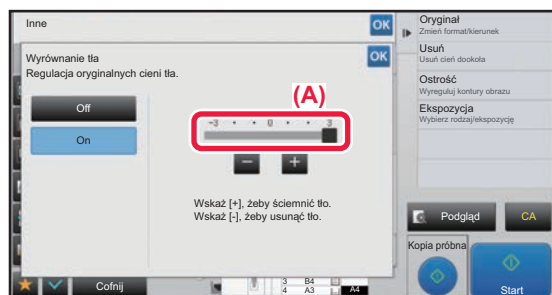 Inne
OK
Wyrównanie tła
Regulacja oryginalnych cieni tła.
OK
Off
On
(A)
-3 • • 0 • • 3
− +
Wskaż [+], żeby ściemnić tło.
Wskaż [-], żeby usunąć tło.
Cofnij
3 B4
4 A3
A4
Oryginał
Zmień format/kierunek
Usuń
Usuń cień dookoła
Ostrość
Wyreguluj kontury obrazu
Ekspozycja
Wybierz rodzaj/ekspozycję
Podgląd
CA
Kopia próbna
Start